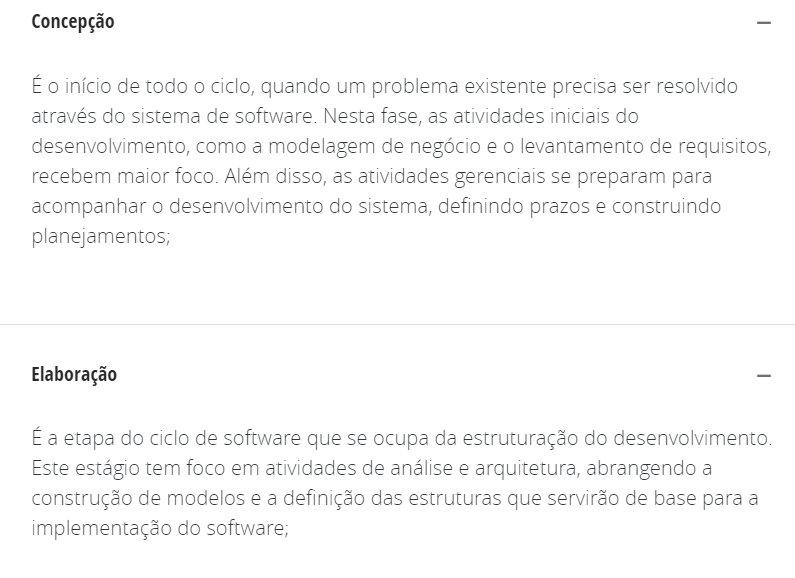 Concepção
É o início de todo o ciclo, quando um problema existente precisa ser resolvido
através do sistema de software. Nesta fase, as atividades iniciais do
desenvolvimento, como a modelagem de negócio e o levantamento de requisitos,
recebem maior foco. Além disso, as atividades gerenciais se preparam para
acompanhar o desenvolvimento do sistema, definindo prazos e construindo
planejamentos;
Elaboração
É a etapa do ciclo de software que se ocupa da estruturação do desenvolvimento.
Este estágio tem foco em atividades de análise e arquitetura, abrangendo a
construção de modelos e a definição das estruturas que servirão de base para a
implementação do software;